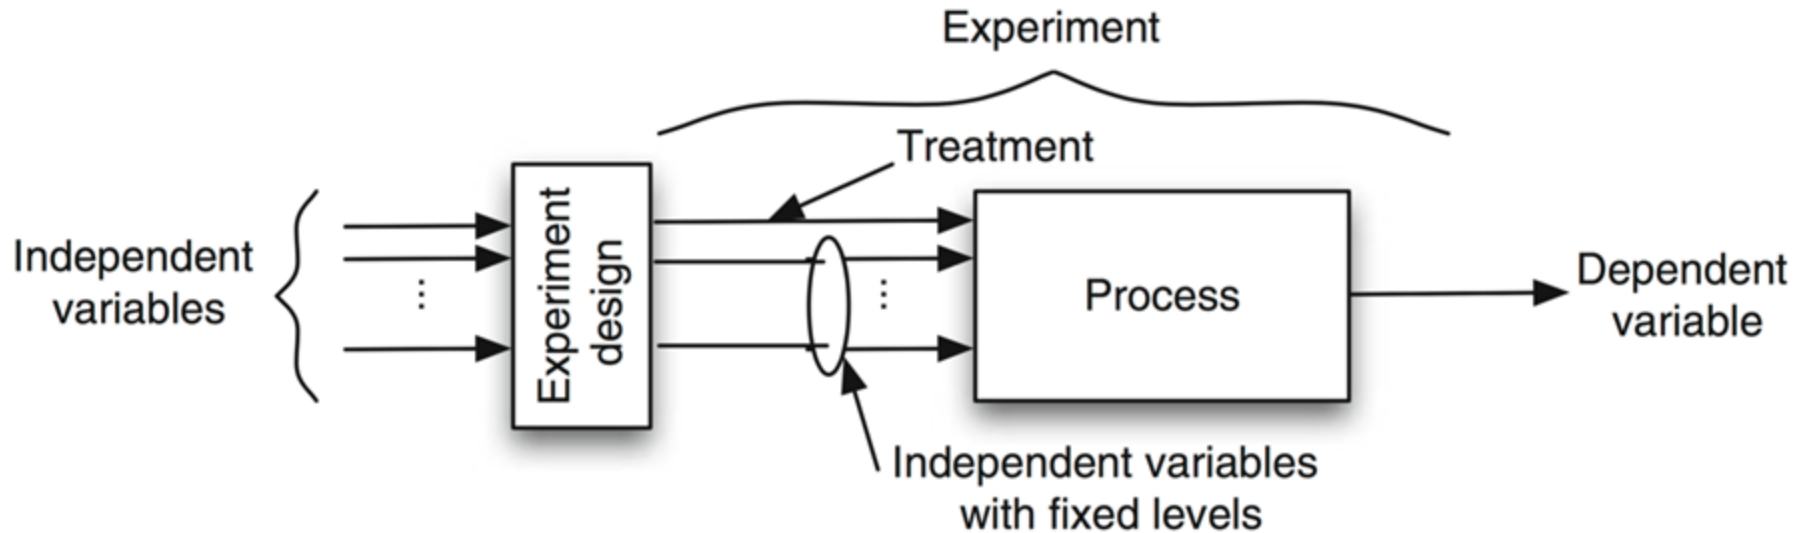 Experiment
Treatment
Independent
variables
⋮
Experiment
design
⋮
Process
Dependent
variable
Independent variables
with fixed levels